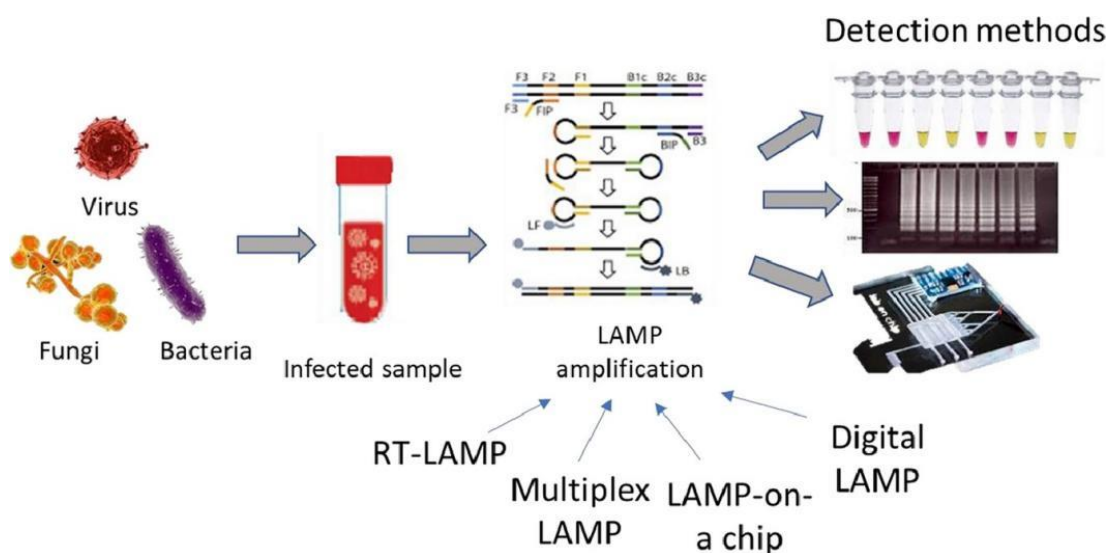 Detection methods
Virus
Fungi
Bacteria
Infected sample
F3 F2 F1 B1c B2c B3c
F3
FIP
BIP
B3
LF
LB
LAMP
amplification
RT-LAMP
Multiplex
LAMP
LAMP-on-
a chip
Digital
LAMP